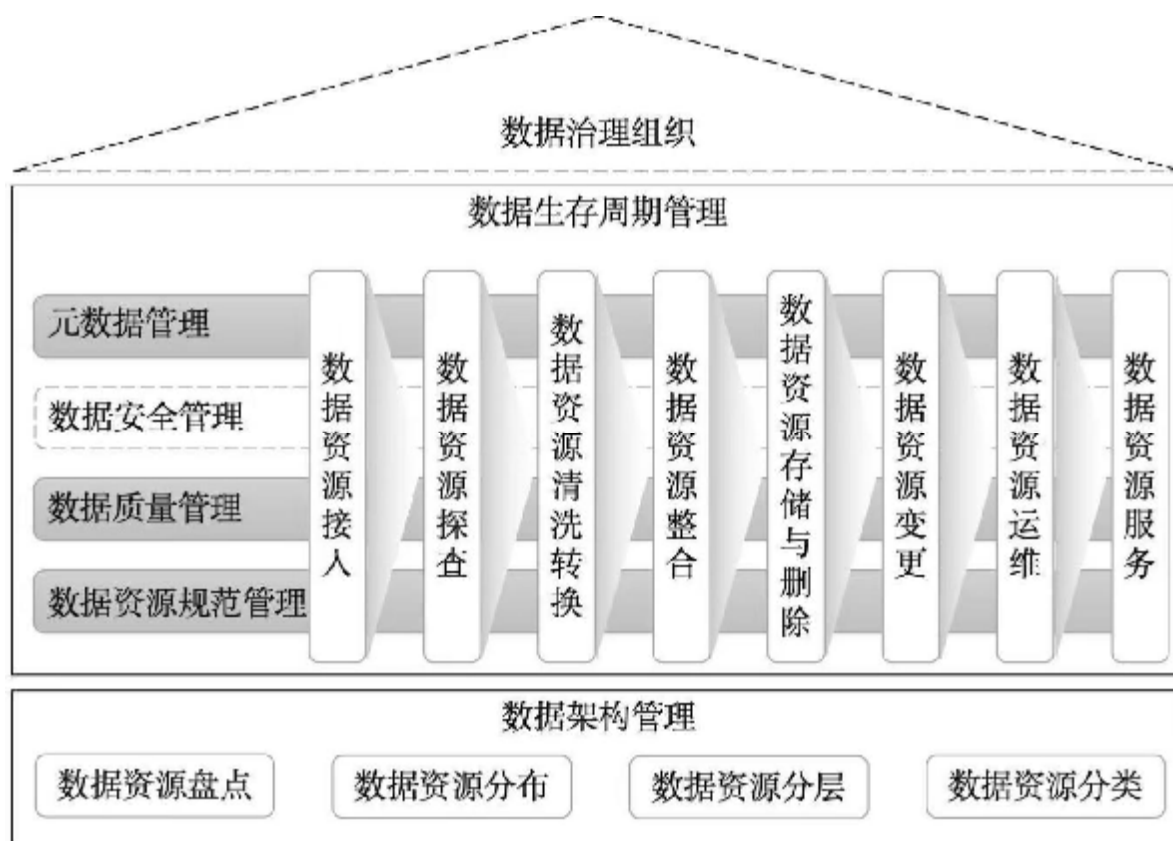 数据治理组织
数据生存周期管理
元数据管理
数据安全管理
数据质量管理
数据资源规范管理
数据资源接入
数据资源探查
数据资源清洗转换
数据资源整合
数据资源存储与删除
数据资源变更
数据资源运维
数据资源服务
数据架构管理
数据资源盘点
数据资源分布
数据资源分层
数据资源分类